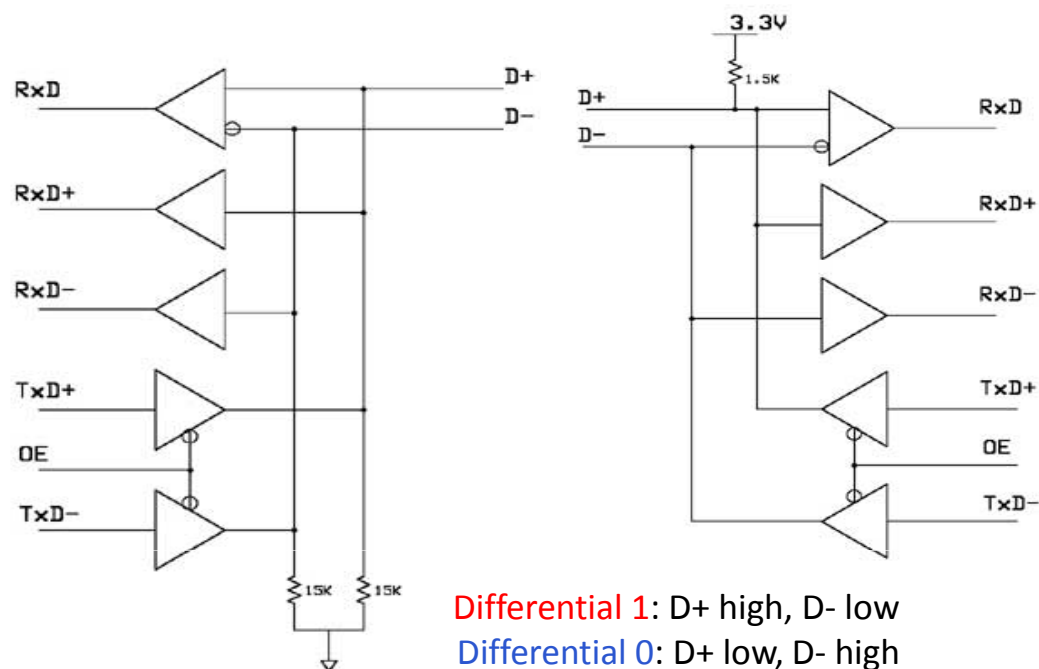 3.3V
1.5K
RxD
D+
D-
D+
D-
RxD
RxD+
RxD+
RxD-
RxD-
TxD+
TxD+
OE
OE
TxD-
TxD-
15K
15K
Differential 1: D+ high, D- low
Differential 0: D+ low, D- high